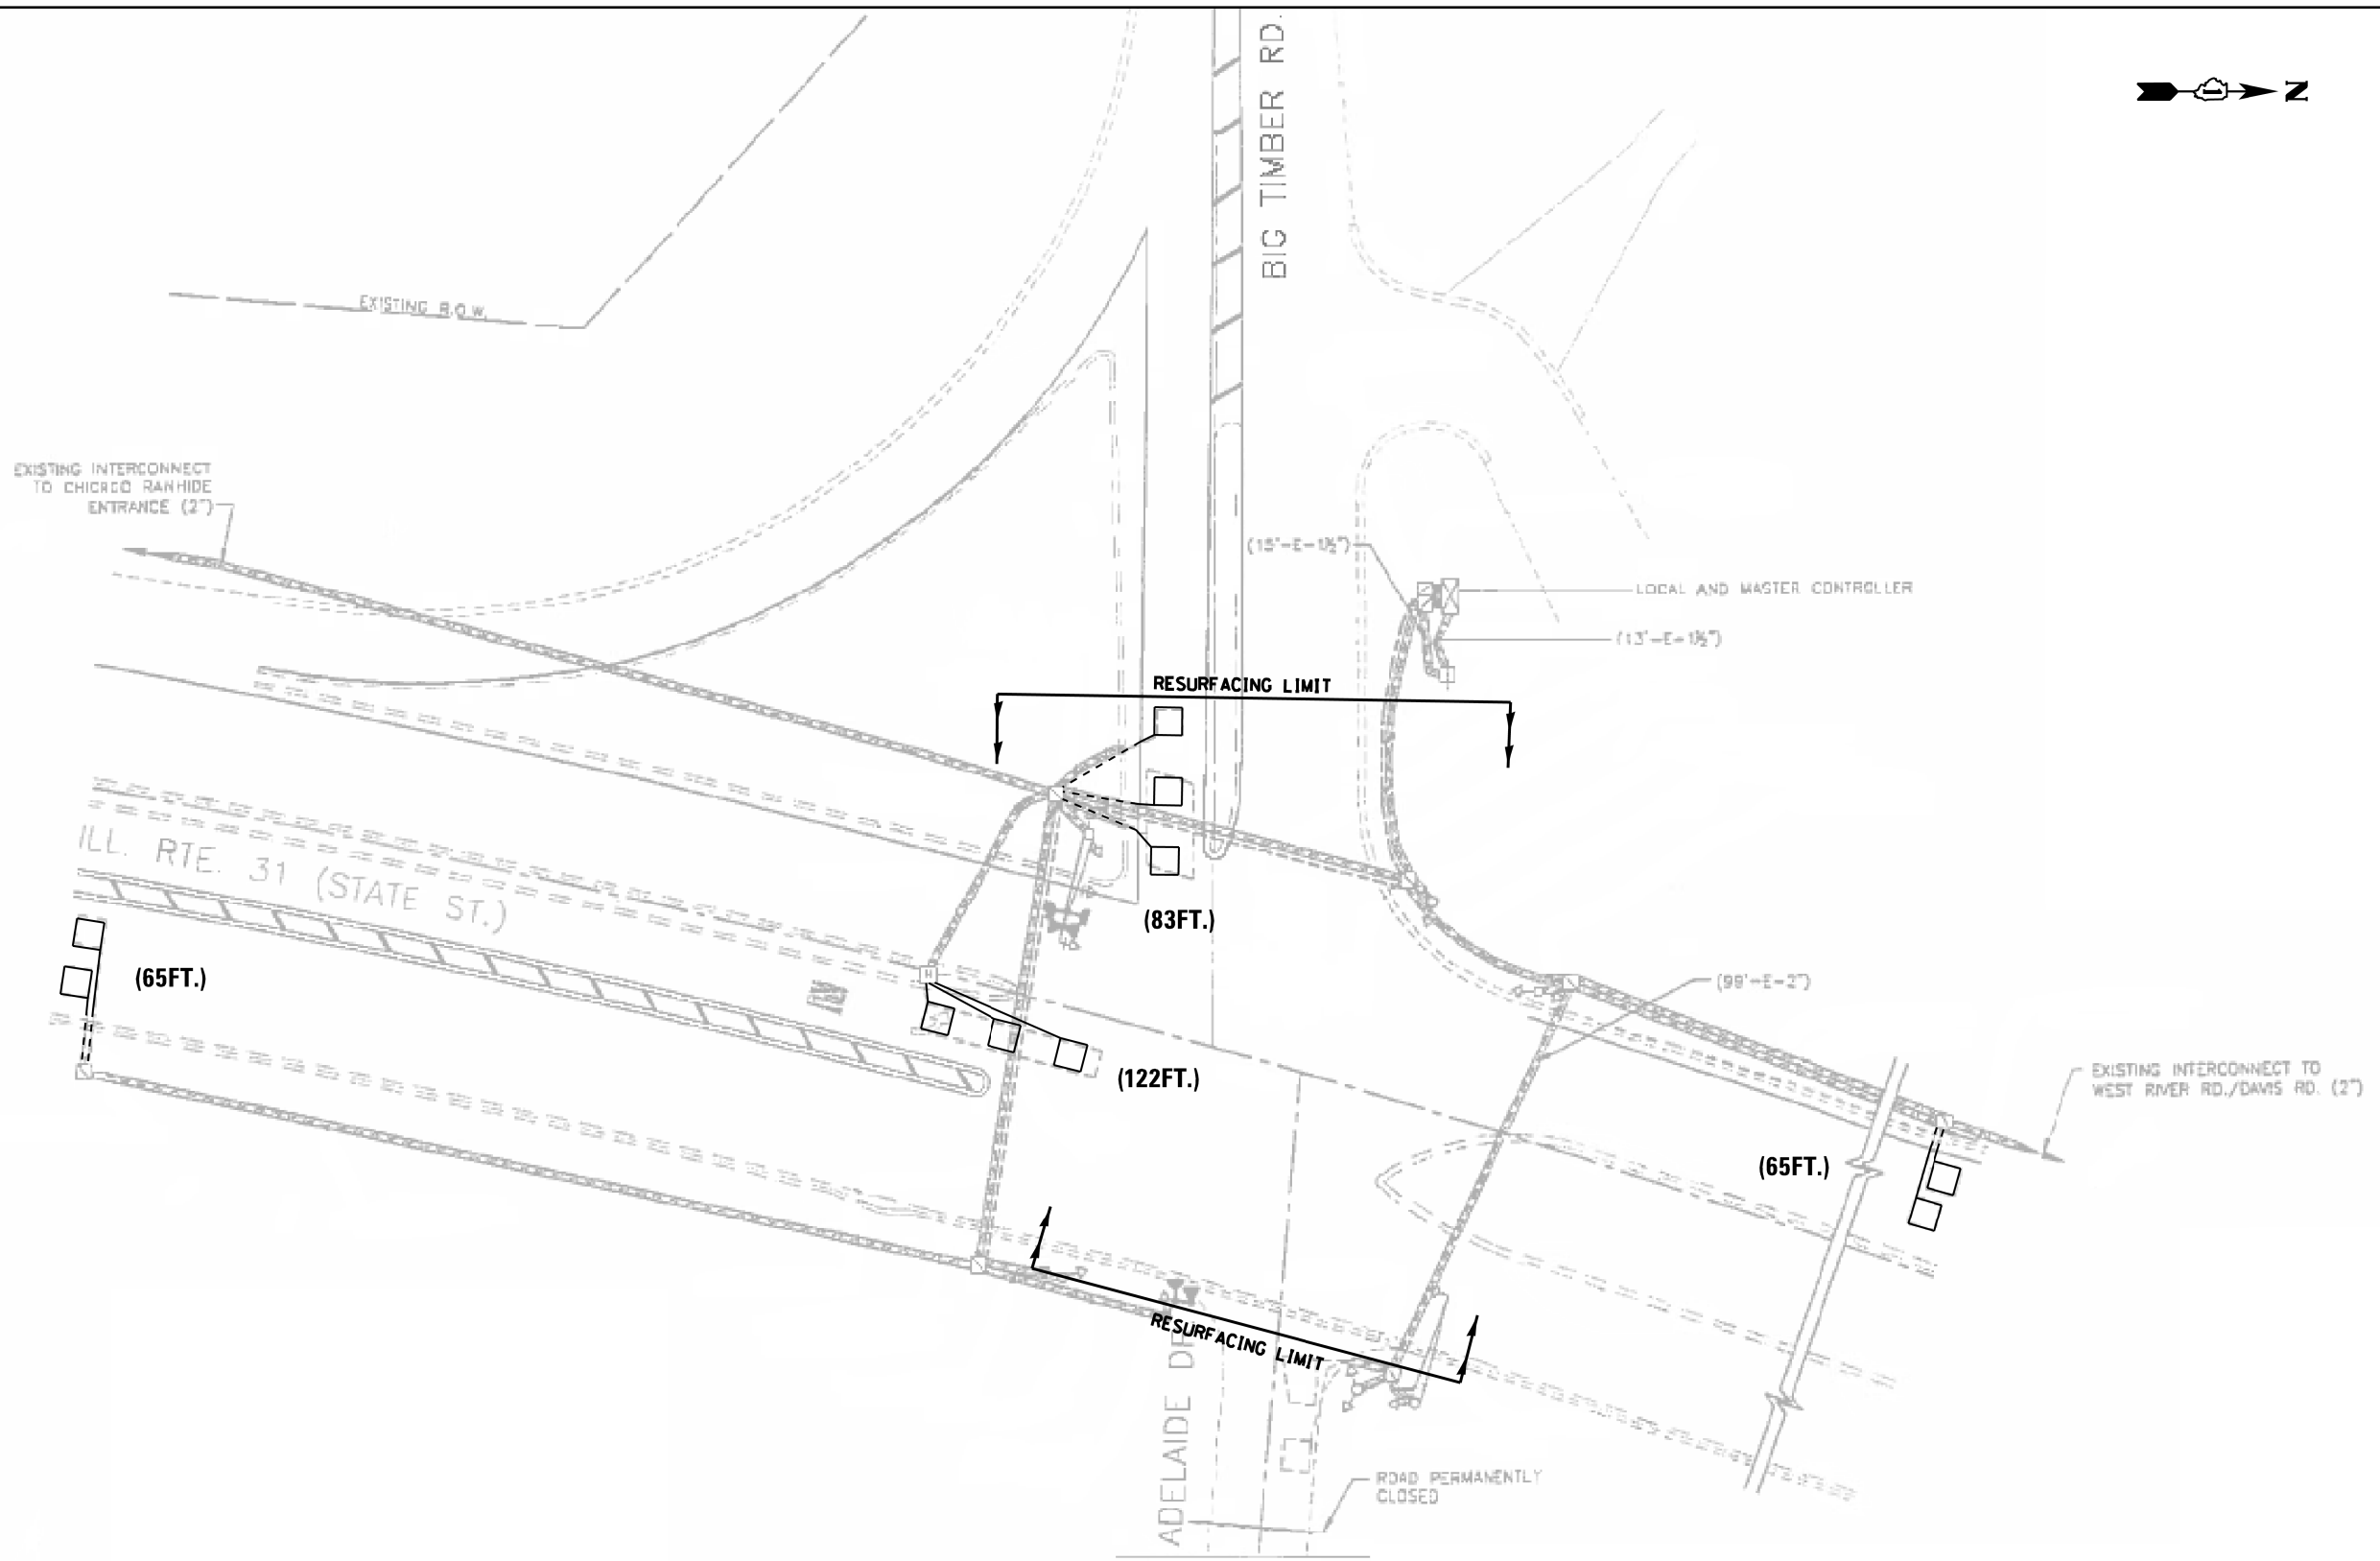 BIG TIMBER RD.
N
EXISTING R.O.W.
EXISTING INTERCONNECT
TO CHICAGO RAWHIDE
ENTRANCE (2")
(15'-E-1½")
LOCAL AND MASTER CONTROLLER
(13'-E-1½")
RESURFACING LIMIT
ILL. RTE. 31 (STATE ST.)
(83FT.)
(65FT.)
H
(99'-E-2")
(122FT.)
EXISTING INTERCONNECT TO
WEST RIVER RD./DAVIS RD. (2")
(65FT.)
RESURFACING LIMIT
ADELAIDE DR.
ROAD PERMANENTLY
CLOSED